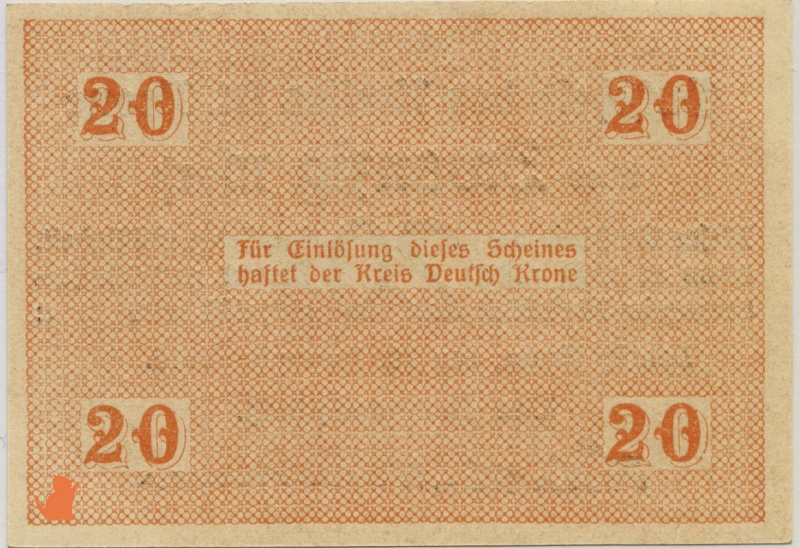 20 20
Für Einlösung dieses Scheines
haftet der Kreis Deutsch Krone
20 20